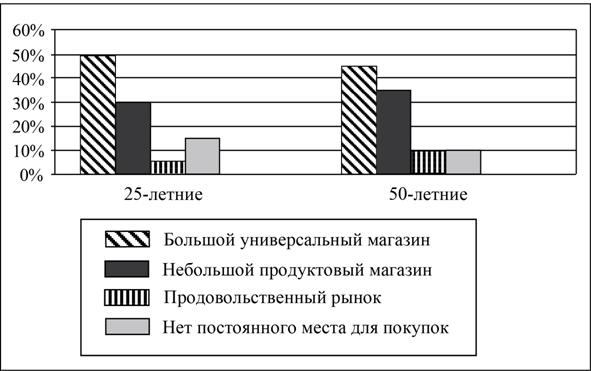 60%
50%
40%
30%
20%
10%
0%
25-летние
50-летние
Большой универсальный магазин
Небольшой продуктовый магазин
Продовольственный рынок
Нет постоянного места для покупок